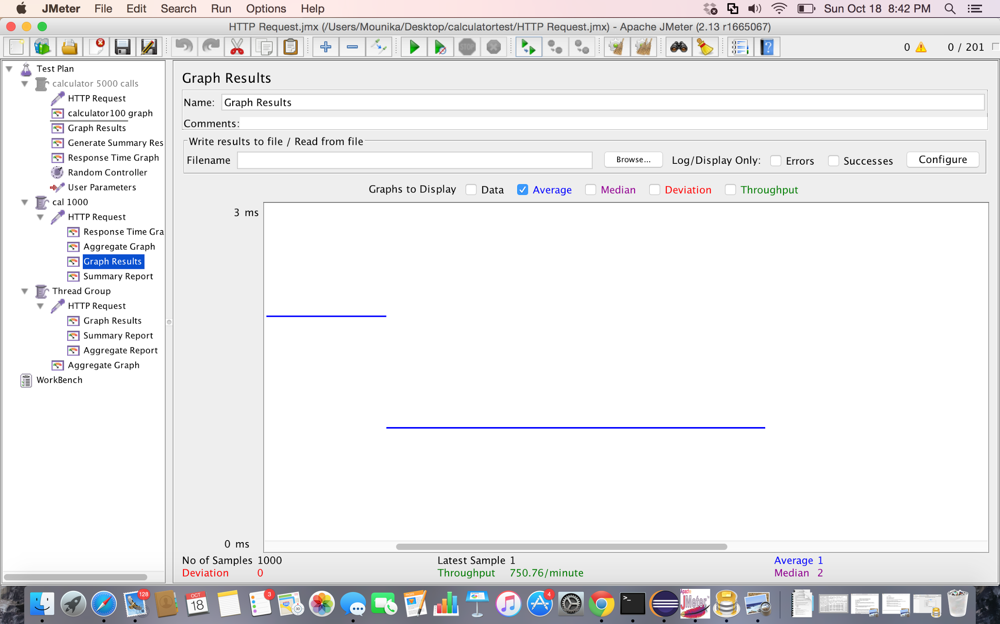 JMeter File Edit Search Run Options Help Sun Oct 18 8:42 PM
HTTP Request.jmx (/Users/Mounika/Desktop/calculatortest/HTTP Request.jmx) - Apache JMeter (2.13 r1665067)
STOP ? 0 0 / 201
Test Plan
calculator 5000 calls
HTTP Request
calculator100 graph
Graph Results
Generate Summary Res
Response Time Graph
Random Controller
User Parameters
cal 1000
HTTP Request
Response Time Gra
Aggregate Graph
Graph Results
Summary Report
Thread Group
HTTP Request
Graph Results
Summary Report
Aggregate Report
Aggregate Graph
WorkBench
Graph Results
Name: Graph Results
Comments:
Write results to file / Read from file
Filename Browse... Log/Display Only: Errors Successes Configure
Graphs to Display Data Average Median Deviation Throughput
3 ms
0 ms
No of Samples 1000 Latest Sample 1 Average 1
Deviation 0 Throughput 750.76/minute Median 2
128 OCT 18 3 280 3D PAGES 4 >_ Apache JMeter